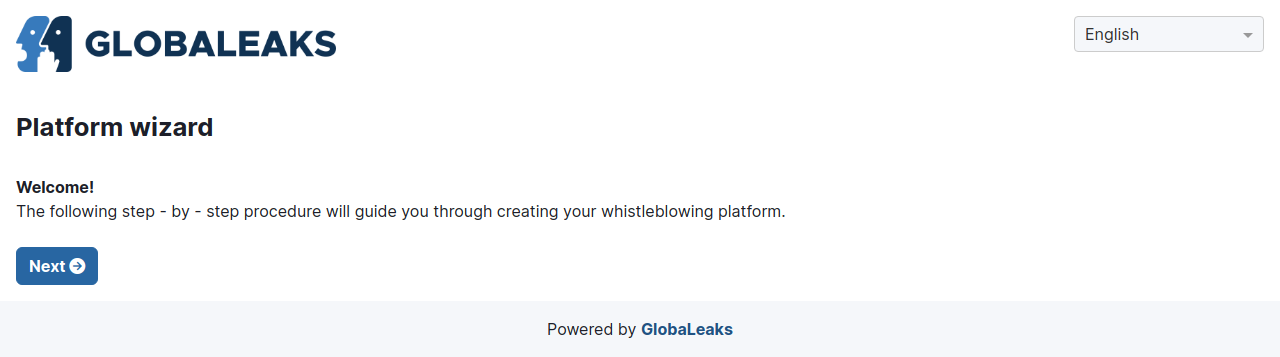 GLOBALEAKS
English
Platform wizard
Welcome!
The following step - by - step procedure will guide you through creating your whistleblowing platform.
Next
Powered by GlobaLeaks